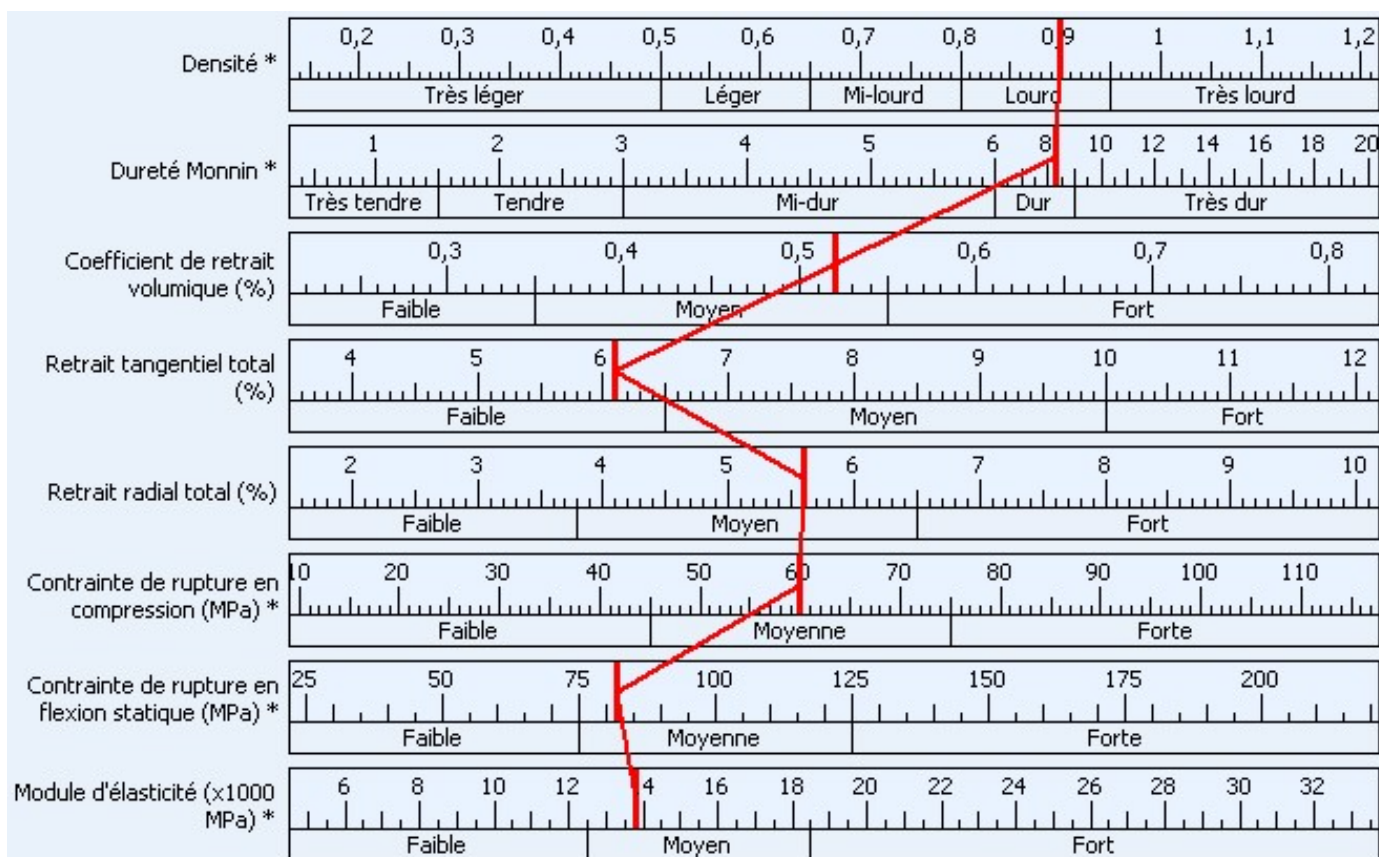 0,2 0,3 0,4 0,5 0,6 0,7 0,8 0,9 1 1,1 1,2
Densité *
Très léger Léger Mi-lourd Lourd Très lourd
1 2 3 4 5 6 8 10 12 14 16 18 20
Dureté Monnin *
Très tendre Tendre Mi-dur Dur Très dur
0,3 0,4 0,5 0,6 0,7 0,8
Coefficient de retrait
volumique (%)
Faible Moyen Fort
4 5 6 7 8 9 10 11 12
Retrait tangentiel total
(%)
Faible Moyen Fort
2 3 4 5 6 7 8 9 10
Retrait radial total (%)
Faible Moyen Fort
10 20 30 40 50 60 70 80 90 100 110
Contrainte de rupture en
compression (MPa) *
Faible Moyenne Forte
25 50 75 100 125 150 175 200
Contrainte de rupture en
flexion statique (MPa) *
Faible Moyenne Forte
6 8 10 12 14 16 18 20 22 24 26 28 30 32
Module d'élasticité (x1000
MPa) *
Faible Moyen Fort